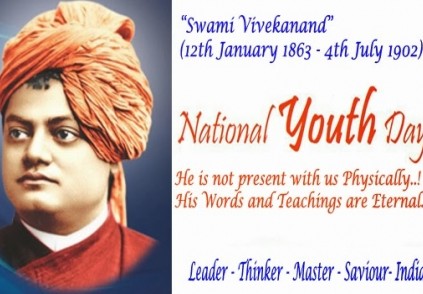 “Swami Vivekanand”
(12th January 1863 - 4th July 1902)
National Youth Day
He is not present with us Physically..!
His Words and Teachings are Eternal.
Leader - Thinker - Master - Saviour- India